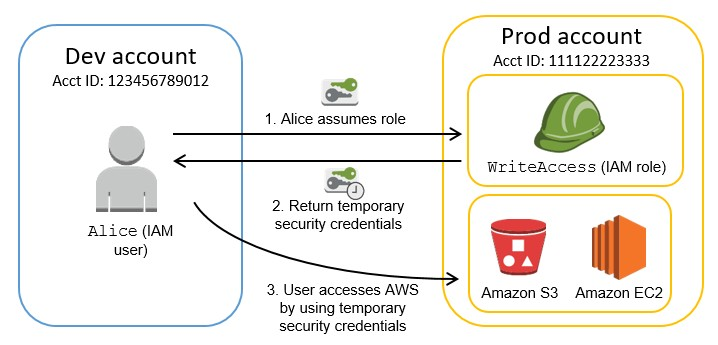 Dev account
Acct ID: 123456789012
Alice (IAM
user)
1. Alice assumes role
2. Return temporary
security credentials
3. User accesses AWS
by using temporary
security credentials
Prod account
Acct ID: 111122223333
WriteAccess (IAM role)
Amazon S3
Amazon EC2